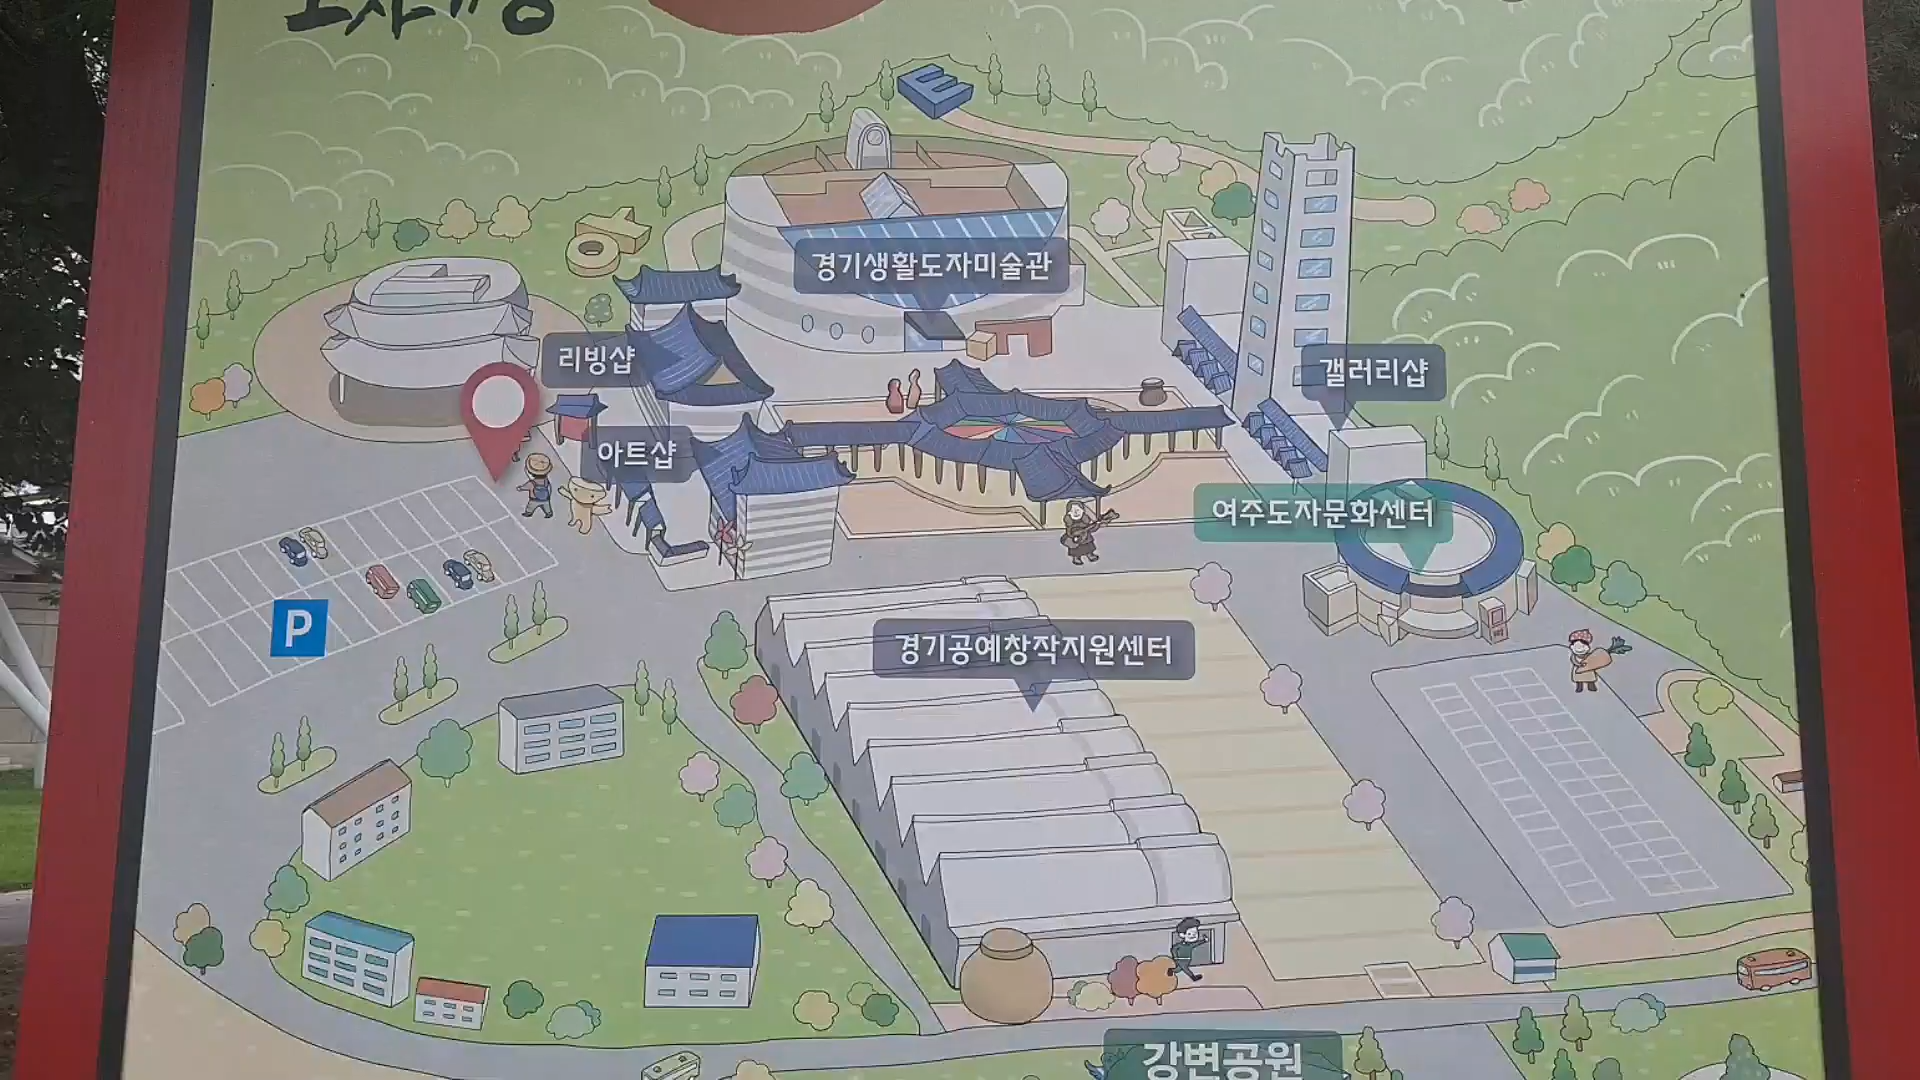 경기생활도자미술관
리빙샵
갤러리샵
아트샵
여주도자문화센터
P
경기공예창작지원센터
강변공원